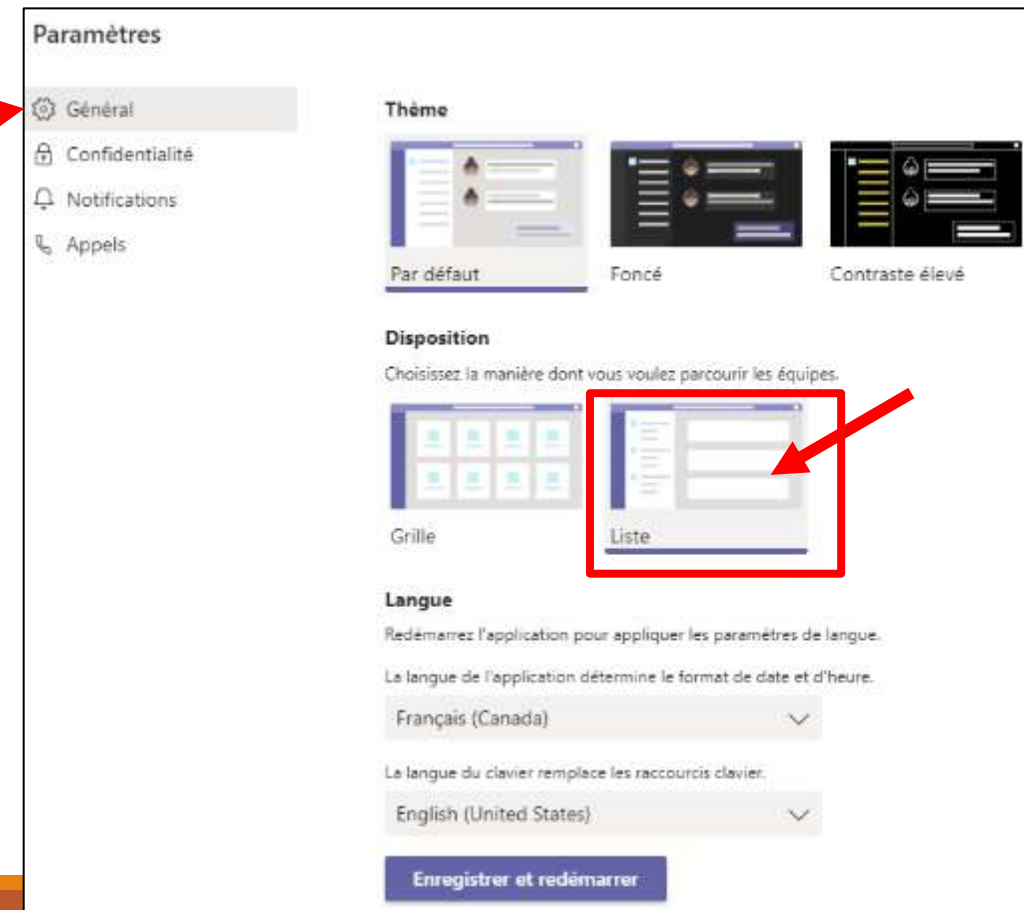 Paramètres
Général
Confidentialité
Notifications
Appels
Thème
Par défaut
Foncé
Contraste élevé
Disposition
Choisissez la manière dont vous voulez parcourir les équipes.
Grille
Liste
Langue
Redémarrez l'application pour appliquer les paramètres de langue.
La langue de l'application détermine le format de date et d'heure.
Français (Canada)
La langue du clavier remplace les raccourcis clavier.
English (United States)
Enregistrer et redémarrer